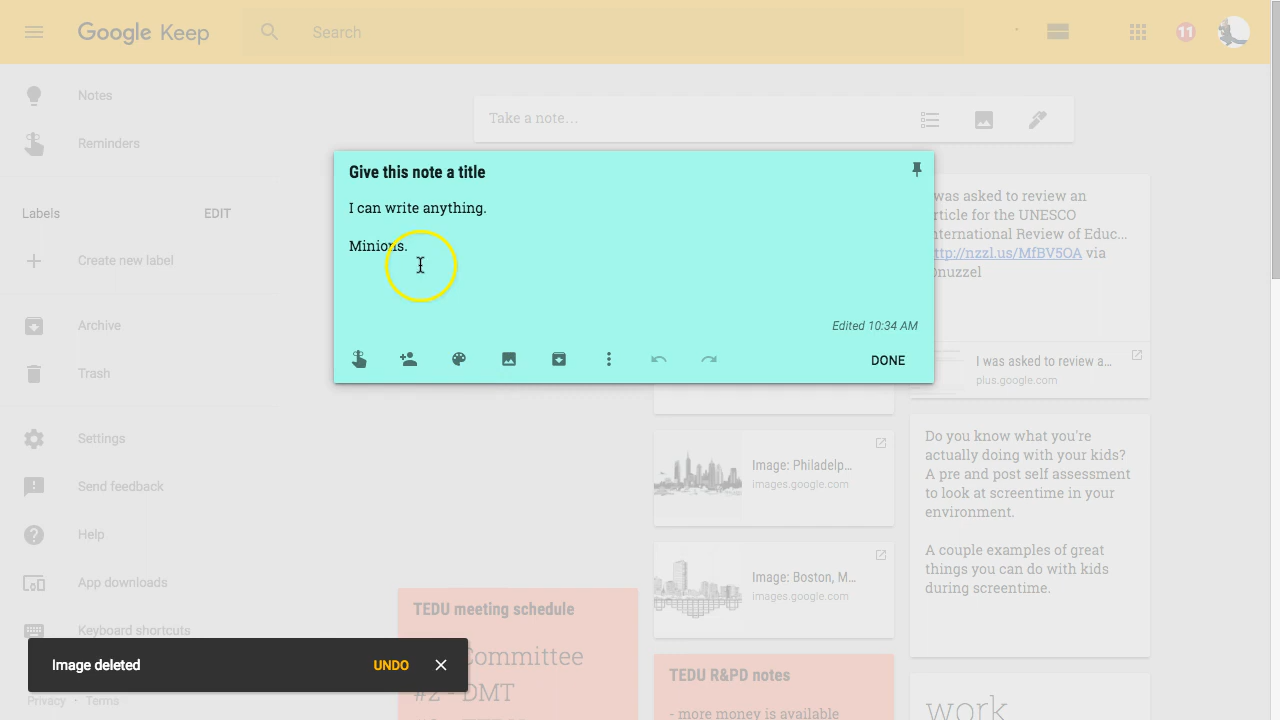 Google Keep
Search
11
Notes
Reminders
Labels
EDIT
Create new label
Archive
Trash
Settings
Send feedback
Help
App downloads
Keyboard shortcuts
Privacy · Terms
Take a note…
Give this note a title
I can write anything.
Minions.
Edited 10:34 AM
DONE
was asked to review an
rticle for the UNESCO
nternational Review of Educ...
ttp://nzzl.us/MfBV5OA via
nuzzel
I was asked to review a...
plus.google.com
Image: Philadelp...
images.google.com
Image: Boston, M...
images.google.com
Do you know what you're
actually doing with your kids?
A pre and post self assessment
to look at screentime in your
environment.
A couple examples of great
things you can do with kids
during screentime.
TEDU meeting schedule
Committee
#2 - DMT
TEDU R&PD notes
- more money is available
work
Image deleted
UNDO